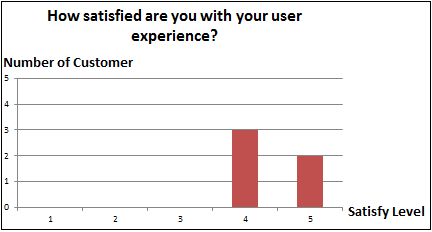 How satisfied are you with your user
experience?
Number of Customer
5
4
3
2
1
0
1 2 3 4 5
Satisfy Level